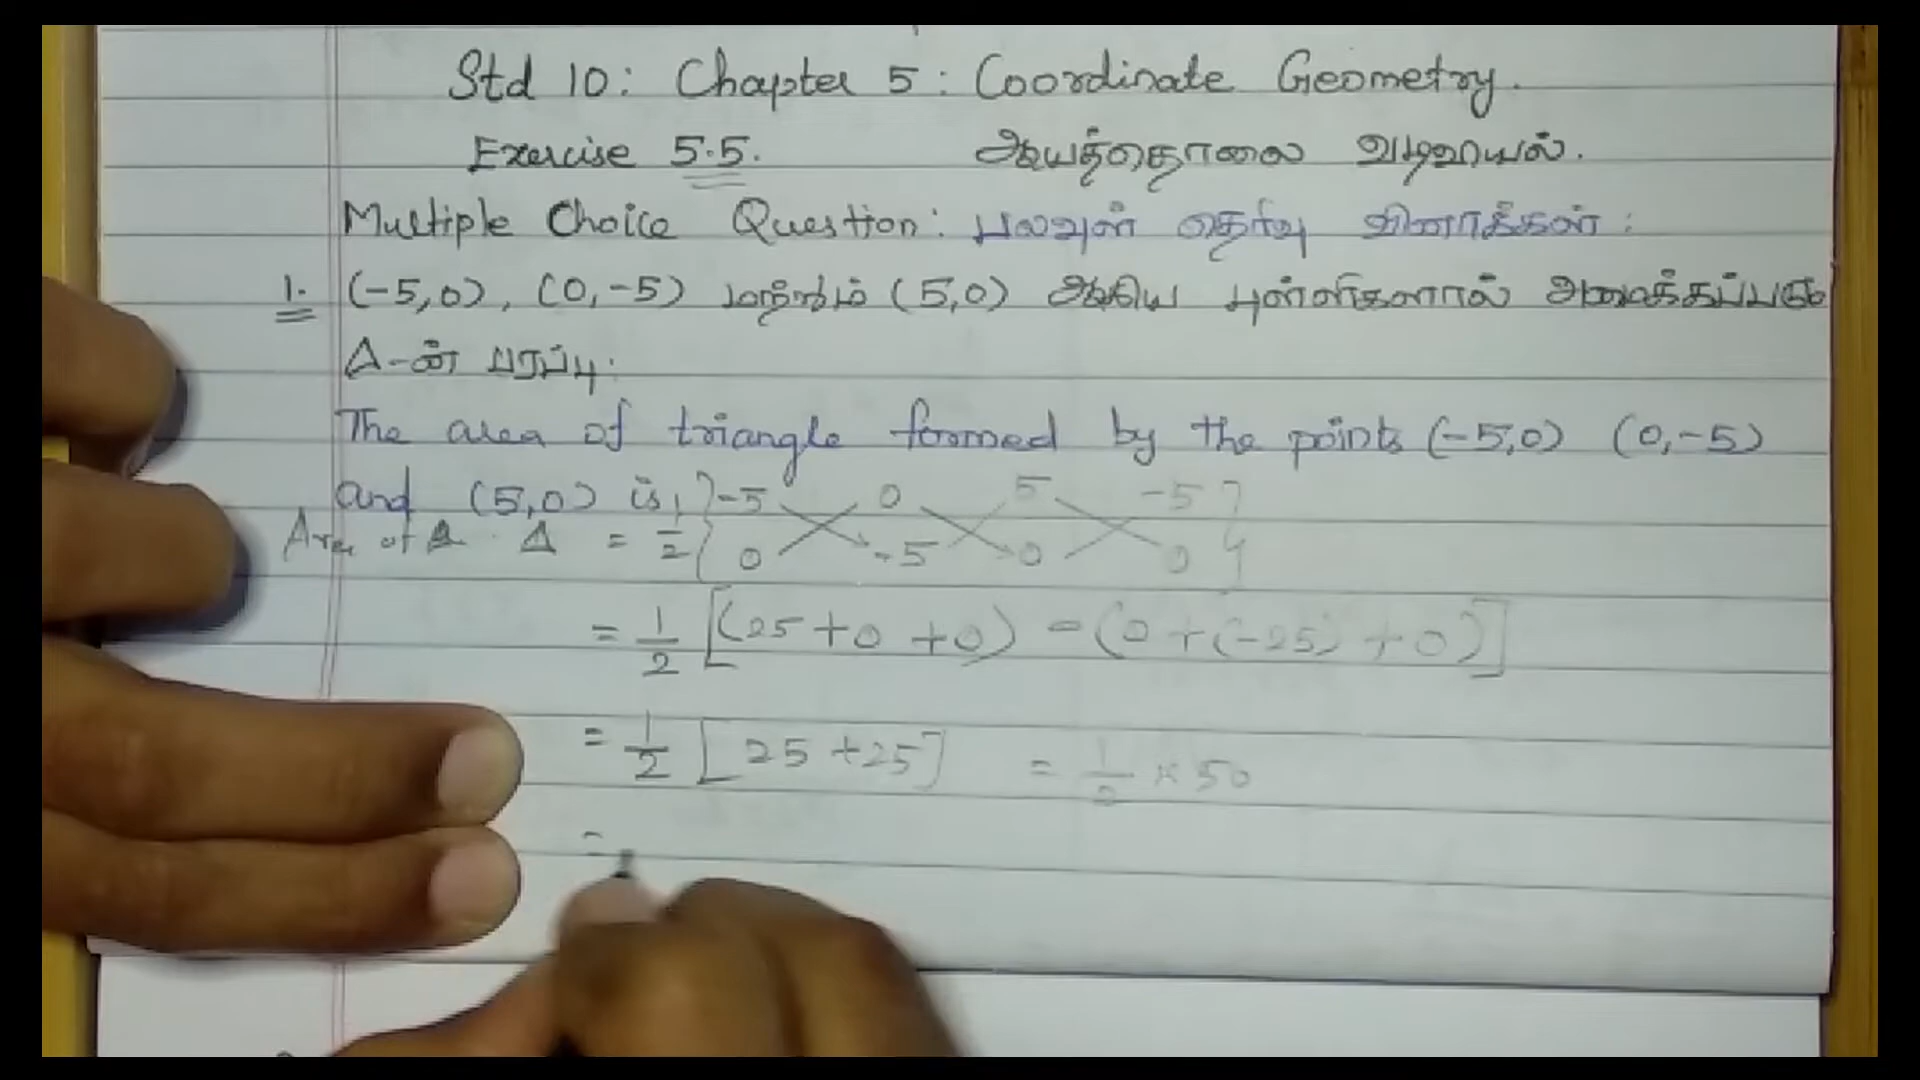 Std 10: Chapter 5: Coordinate Geometry.
Exercise 5.5. ஆயத்தொலை வடிவியல்.
Multiple Choice Question: பலவுள் தெரிவு வினாக்கள்:
1. (-5,0), (0,-5) மற்றும் (5,0) ஆகிய புள்ளிகளால் அமைக்கப்படும்
Δ-ன் பரப்பு.
The area of triangle formed by the points (-5,0) (0,-5)
and (5,0) is
Area of Δ = 1/2 { -5 0 5 -5 }
0 -5 0 0
= 1/2 [(25+0+0) - (0+(-25)+0)]
= 1/2 [25+25] = 1/2 × 50
=